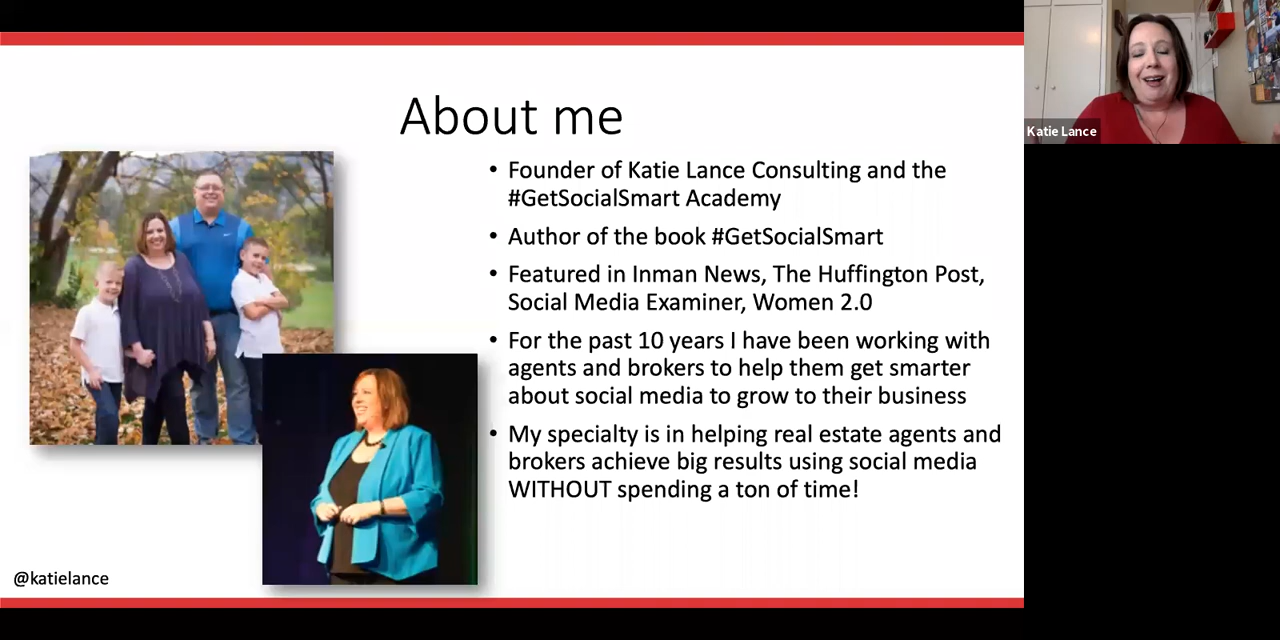 About me
• Founder of Katie Lance Consulting and the
#GetSocialSmart Academy
• Author of the book #GetSocialSmart
• Featured in Inman News, The Huffington Post,
Social Media Examiner, Women 2.0
• For the past 10 years I have been working with
agents and brokers to help them get smarter
about social media to grow to their business
• My specialty is in helping real estate agents and
brokers achieve big results using social media
WITHOUT spending a ton of time!
@katielance
Katie Lance